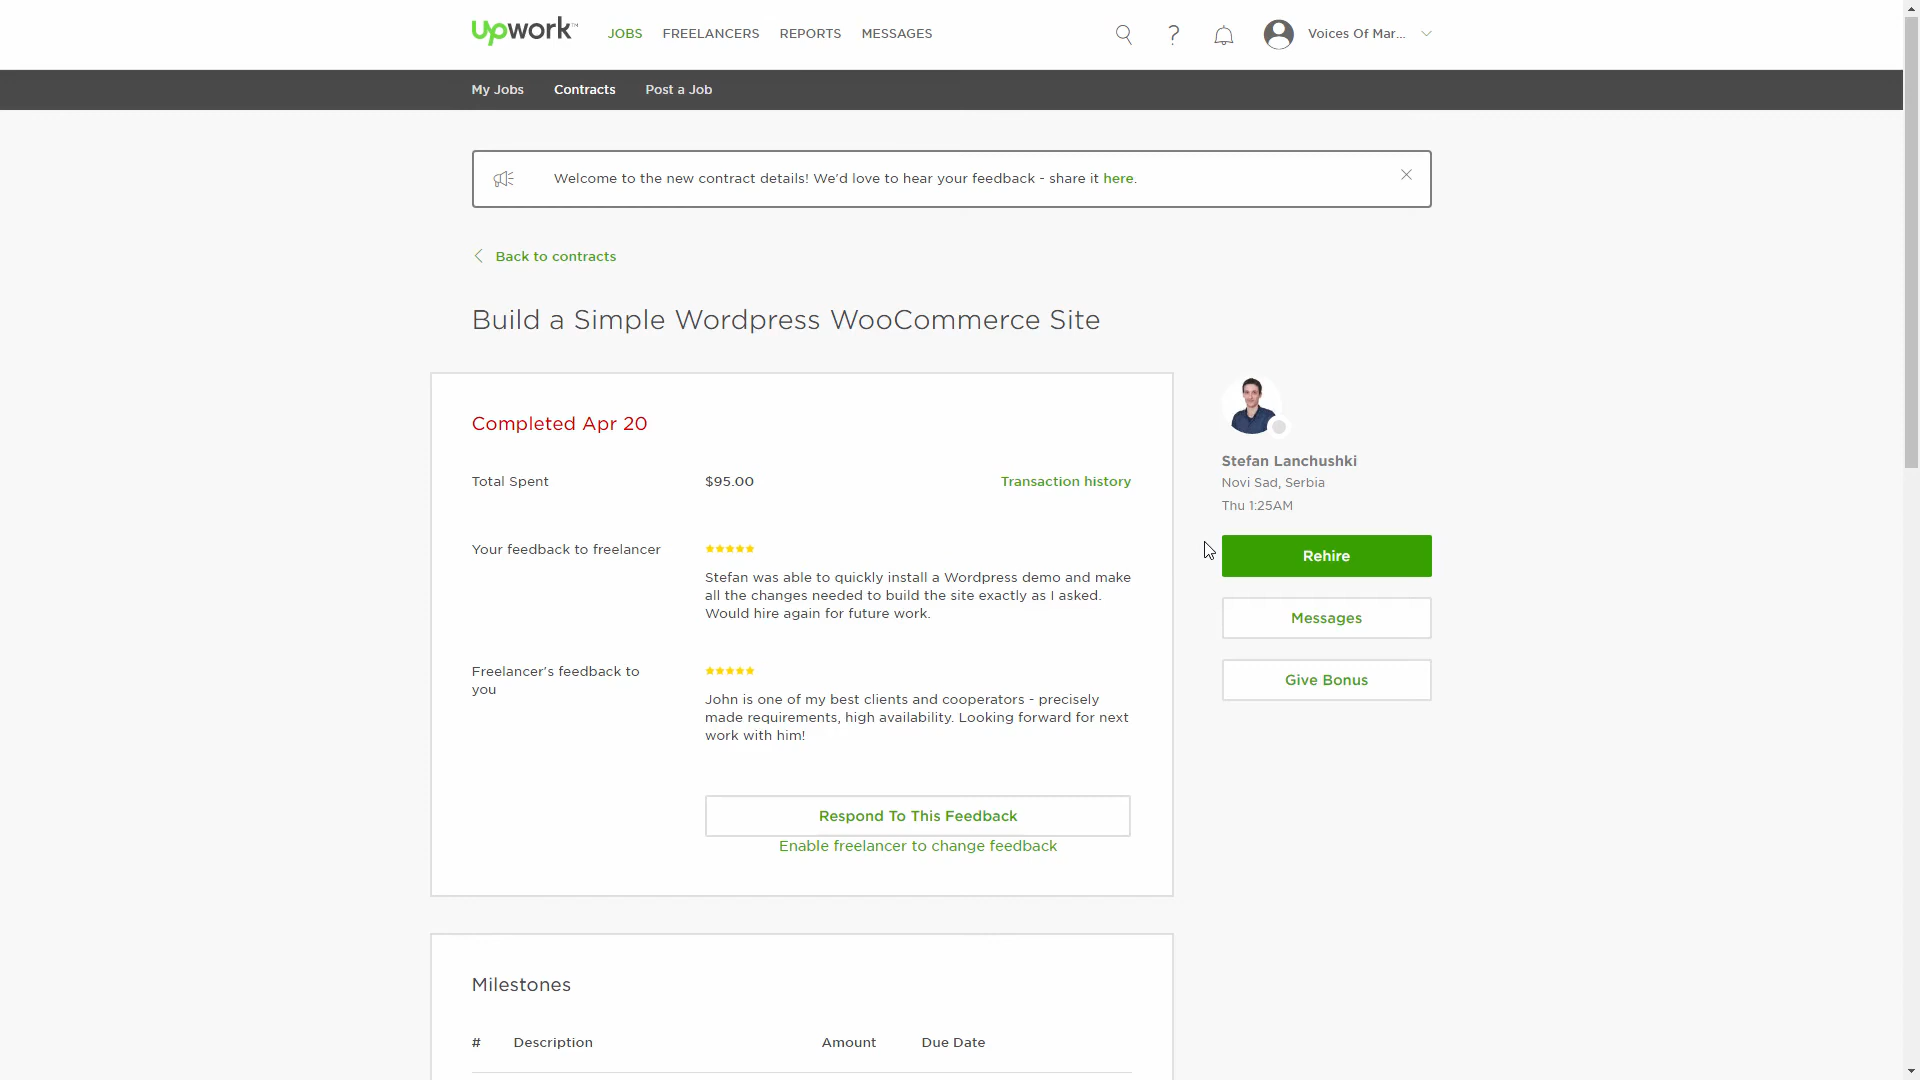 upwork™ JOBS FREELANCERS REPORTS MESSAGES ? Voices Of Mar...
My Jobs Contracts Post a Job
Welcome to the new contract details! We'd love to hear your feedback - share it here.
Back to contracts
Build a Simple Wordpress WooCommerce Site
Completed Apr 20
Total Spent $95.00 Transaction history
Your feedback to freelancer
Stefan was able to quickly install a Wordpress demo and make
all the changes needed to build the site exactly as I asked.
Would hire again for future work.
Freelancer's feedback to
you
John is one of my best clients and cooperators - precisely
made requirements, high availability. Looking forward for next
work with him!
Respond To This Feedback
Enable freelancer to change feedback
Stefan Lanchushki
Novi Sad, Serbia
Thu 1:25AM
Rehire
Messages
Give Bonus
Milestones
# Description Amount Due Date